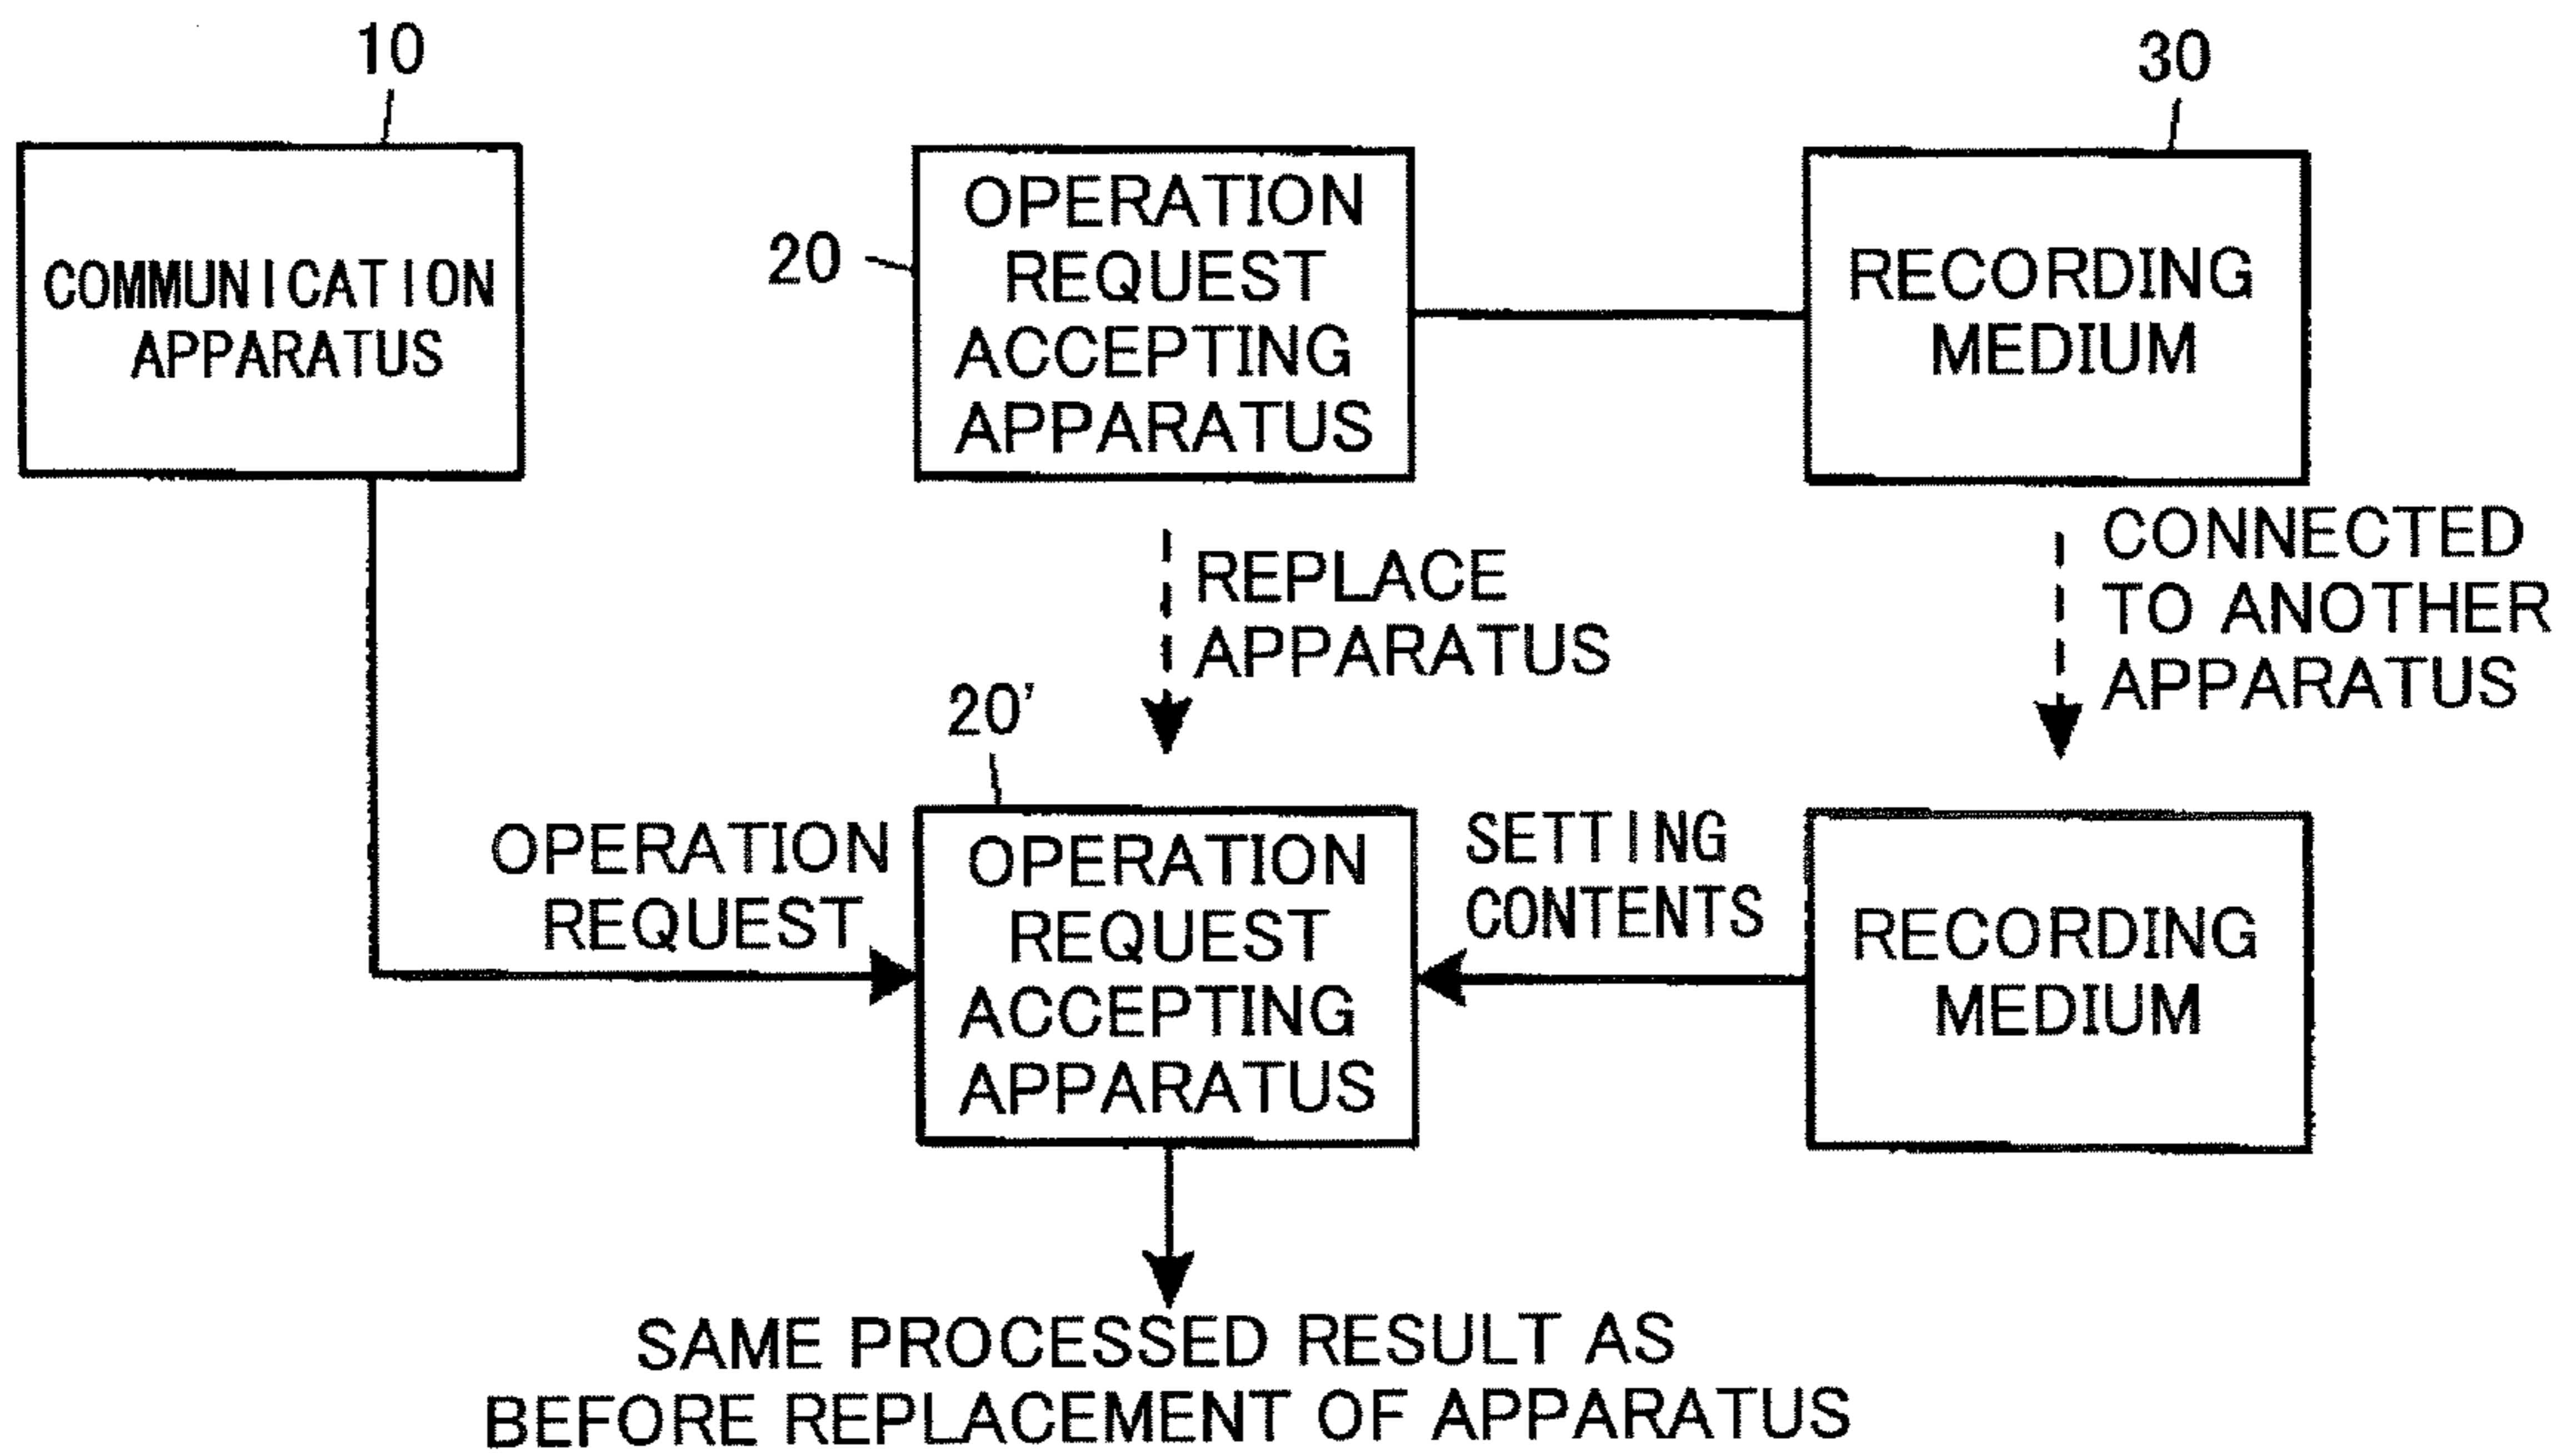 10
30
COMMUNICATION
APPARATUS
20
OPERATION
REQUEST
ACCEPTING
APPARATUS
RECORDING
MEDIUM
REPLACE
APPARATUS
CONNECTED
TO ANOTHER
APPARATUS
20'
OPERATION
REQUEST
OPERATION
REQUEST
ACCEPTING
APPARATUS
SETTING
CONTENTS
RECORDING
MEDIUM
SAME PROCESSED RESULT AS
BEFORE REPLACEMENT OF APPARATUS